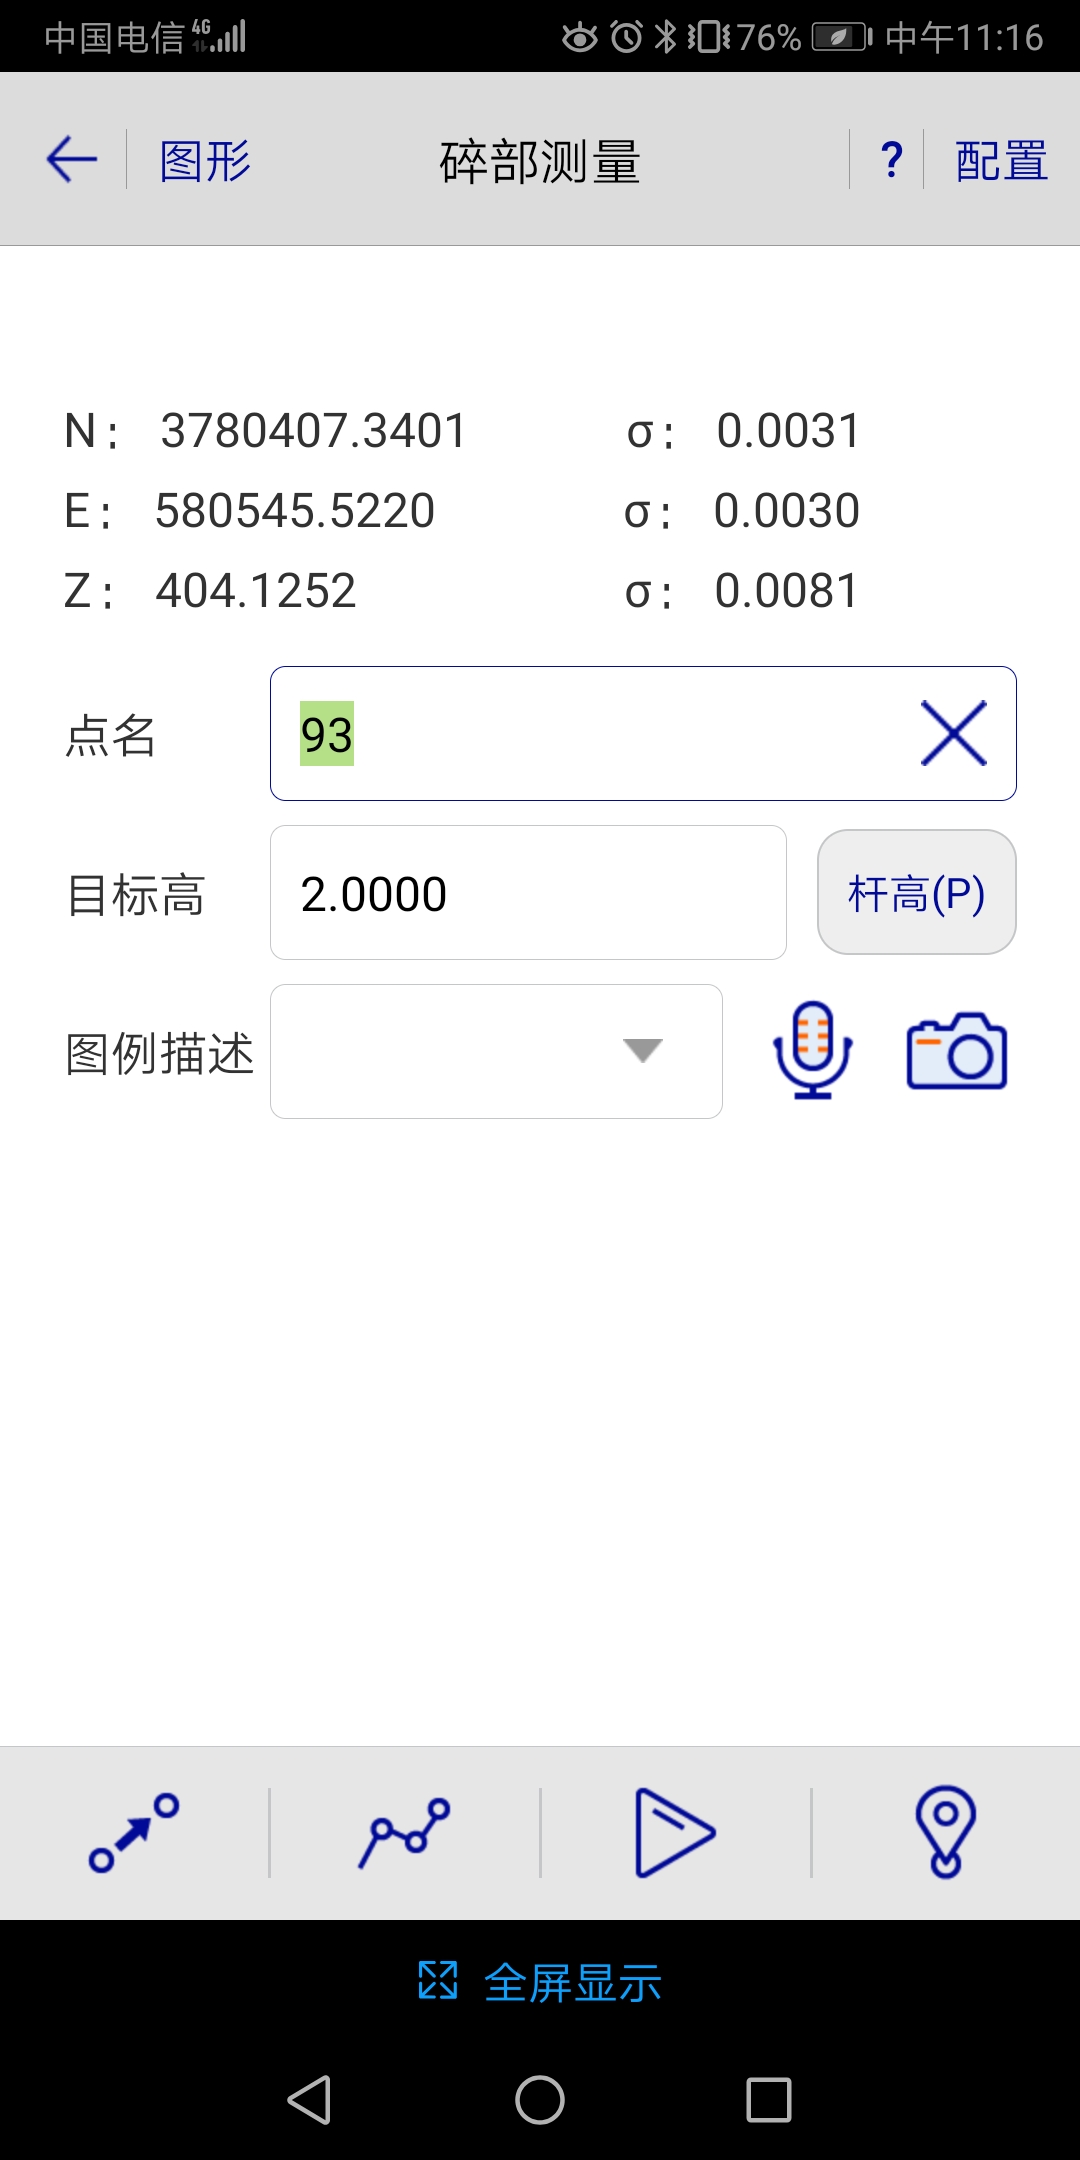 中国电信 4G 76% 中午11:16
图形 碎部测量 ? 配置
N: 3780407.3401 σ: 0.0031
E: 580545.5220 σ: 0.0030
Z: 404.1252 σ: 0.0081
点名 93
目标高 2.0000 杆高(P)
图例描述
全屏显示